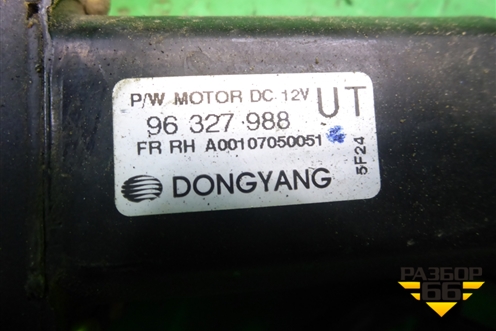 P/W MOTOR DC 12V UT
96 327 988
FR RH A00107050051
5F24
DONGYANG
РАЗБОР
66